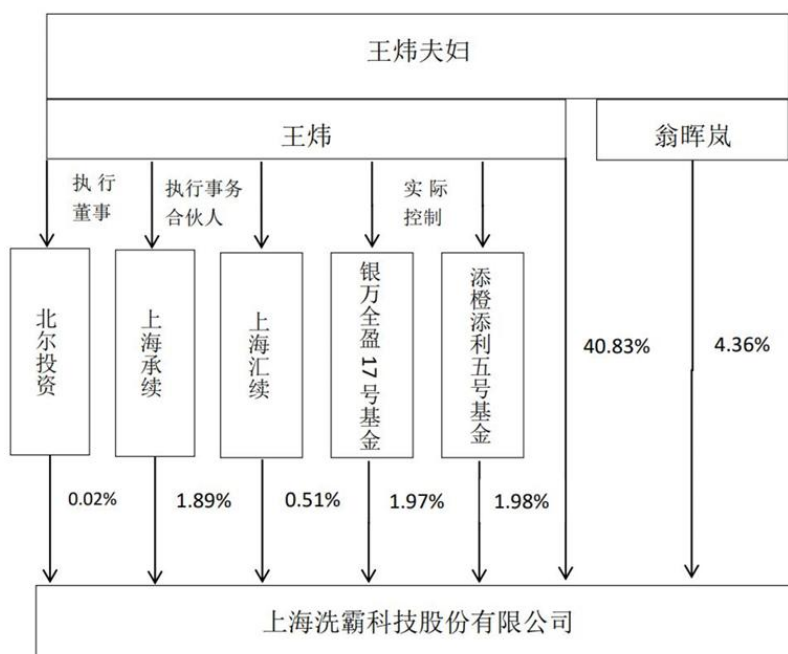 王炜夫妇
王炜
翁晖岚
执 行
董事
执行事务
合伙人
实 际
控制
北尔投资
上海承续
上海汇续
银万全盈17号基金
添橙添利五号基金
40.83%
4.36%
0.02%
1.89%
0.51%
1.97%
1.98%
上海洗霸科技股份有限公司